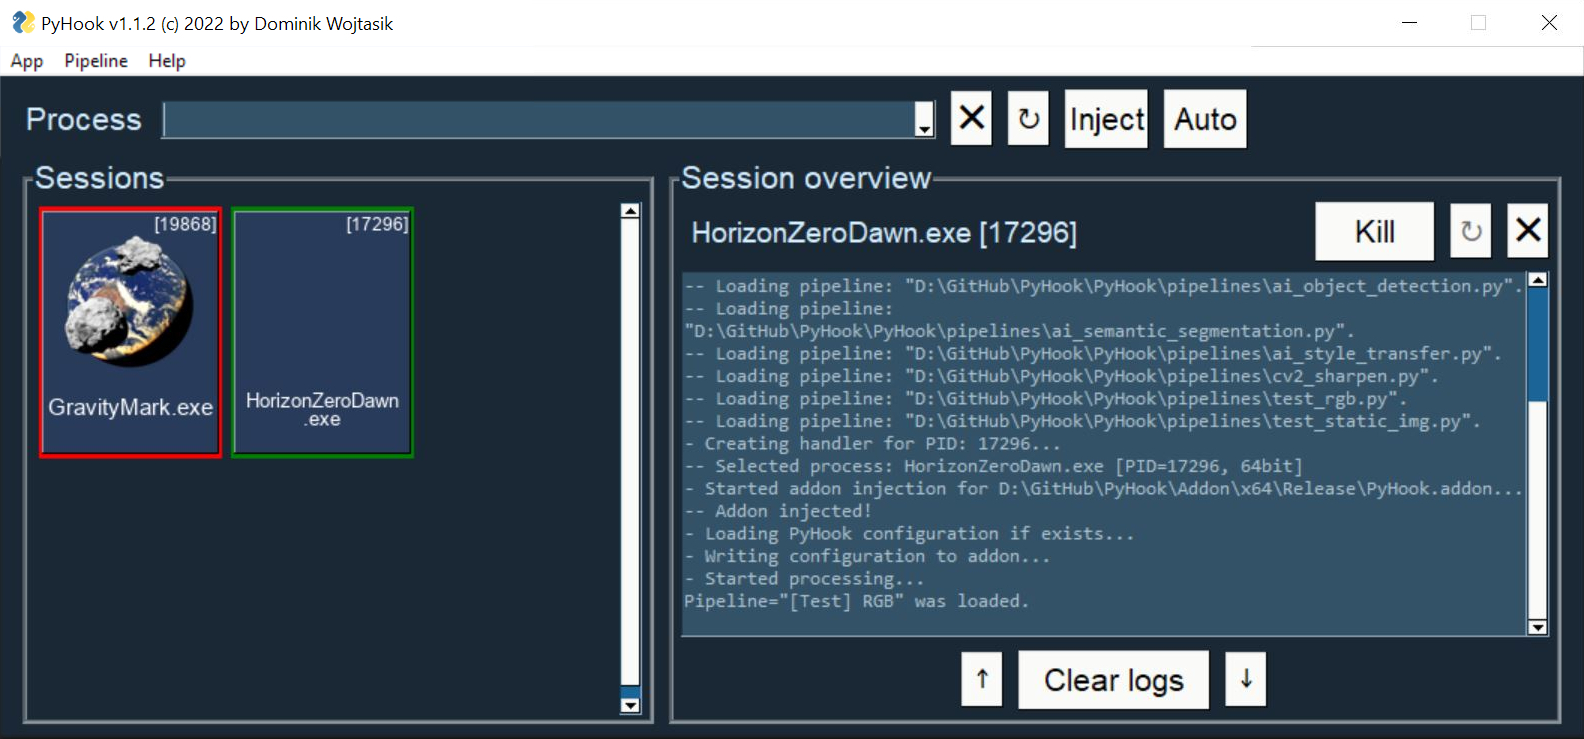 PyHook v1.1.2 (c) 2022 by Dominik Wojtasik
App Pipeline Help
Process
Inject Auto
Sessions
[19868]
GravityMark.exe
[17296]
HorizonZeroDawn
.exe
Session overview
HorizonZeroDawn.exe [17296]
Kill
-- Loading pipeline: "D:\GitHub\PyHook\PyHook\pipelines\ai_object_detection.py".
-- Loading pipeline:
"D:\GitHub\PyHook\PyHook\pipelines\ai_semantic_segmentation.py".
-- Loading pipeline: "D:\GitHub\PyHook\PyHook\pipelines\ai_style_transfer.py".
-- Loading pipeline: "D:\GitHub\PyHook\PyHook\pipelines\cv2_sharpen.py".
-- Loading pipeline: "D:\GitHub\PyHook\PyHook\pipelines\test_rgb.py".
-- Loading pipeline: "D:\GitHub\PyHook\PyHook\pipelines\test_static_img.py".
- Creating handler for PID: 17296...
-- Selected process: HorizonZeroDawn.exe [PID=17296, 64bit]
- Started addon injection for D:\GitHub\PyHook\Addon\x64\Release\PyHook.addon...
-- Addon injected!
- Loading PyHook configuration if exists...
- Writing configuration to addon...
- Started processing...
Pipeline="[Test] RGB" was loaded.
↑ Clear logs ↓